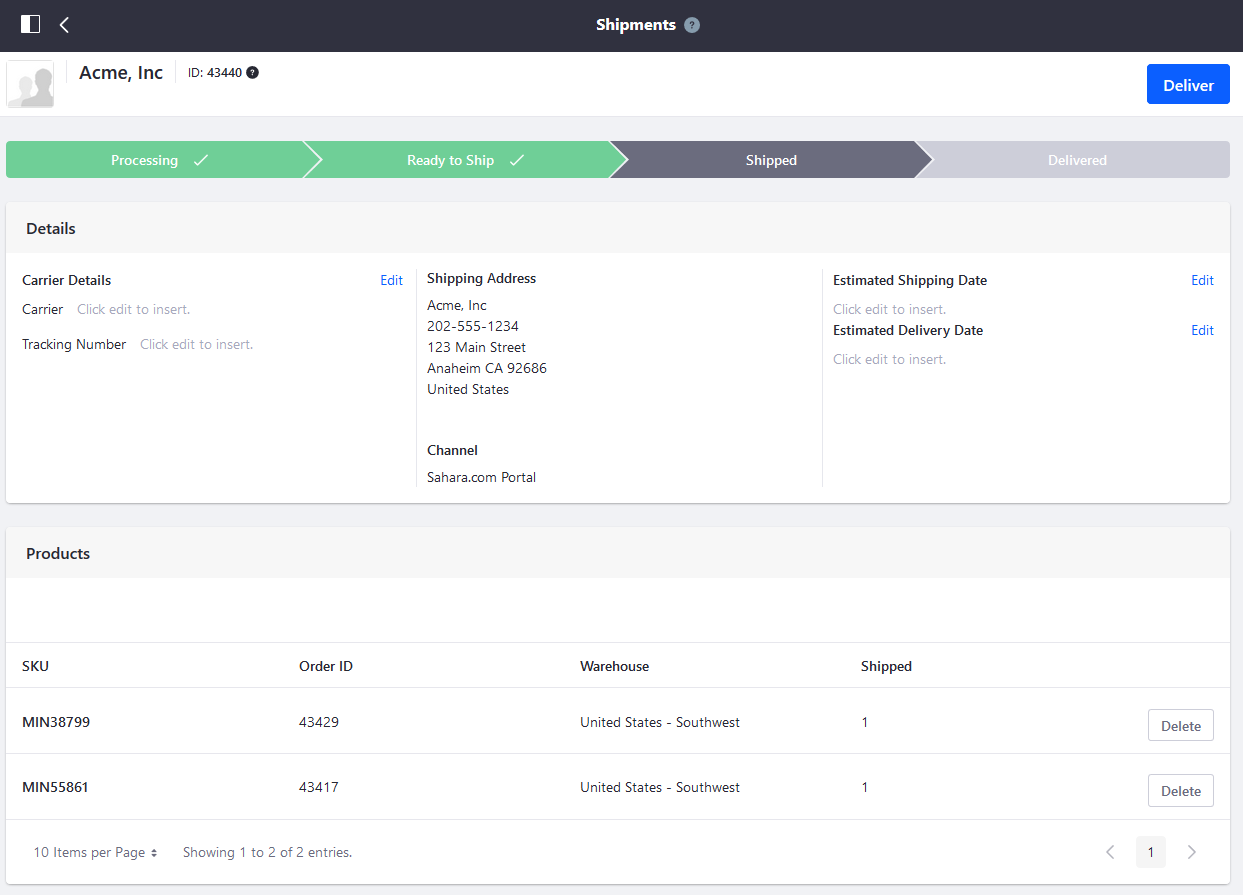 Shipments ?
Acme, Inc ID: 43440 ?
Deliver
Processing Ready to Ship Shipped Delivered
Details
Carrier Details Edit
Carrier Click edit to insert.
Tracking Number Click edit to insert.
Shipping Address
Acme, Inc
202-555-1234
123 Main Street
Anaheim CA 92686
United States
Channel
Sahara.com Portal
Estimated Shipping Date Edit
Click edit to insert.
Estimated Delivery Date Edit
Click edit to insert.
Products
SKU Order ID Warehouse Shipped
MIN38799 43429 United States - Southwest 1 Delete
MIN55861 43417 United States - Southwest 1 Delete
10 Items per Page Showing 1 to 2 of 2 entries. 1